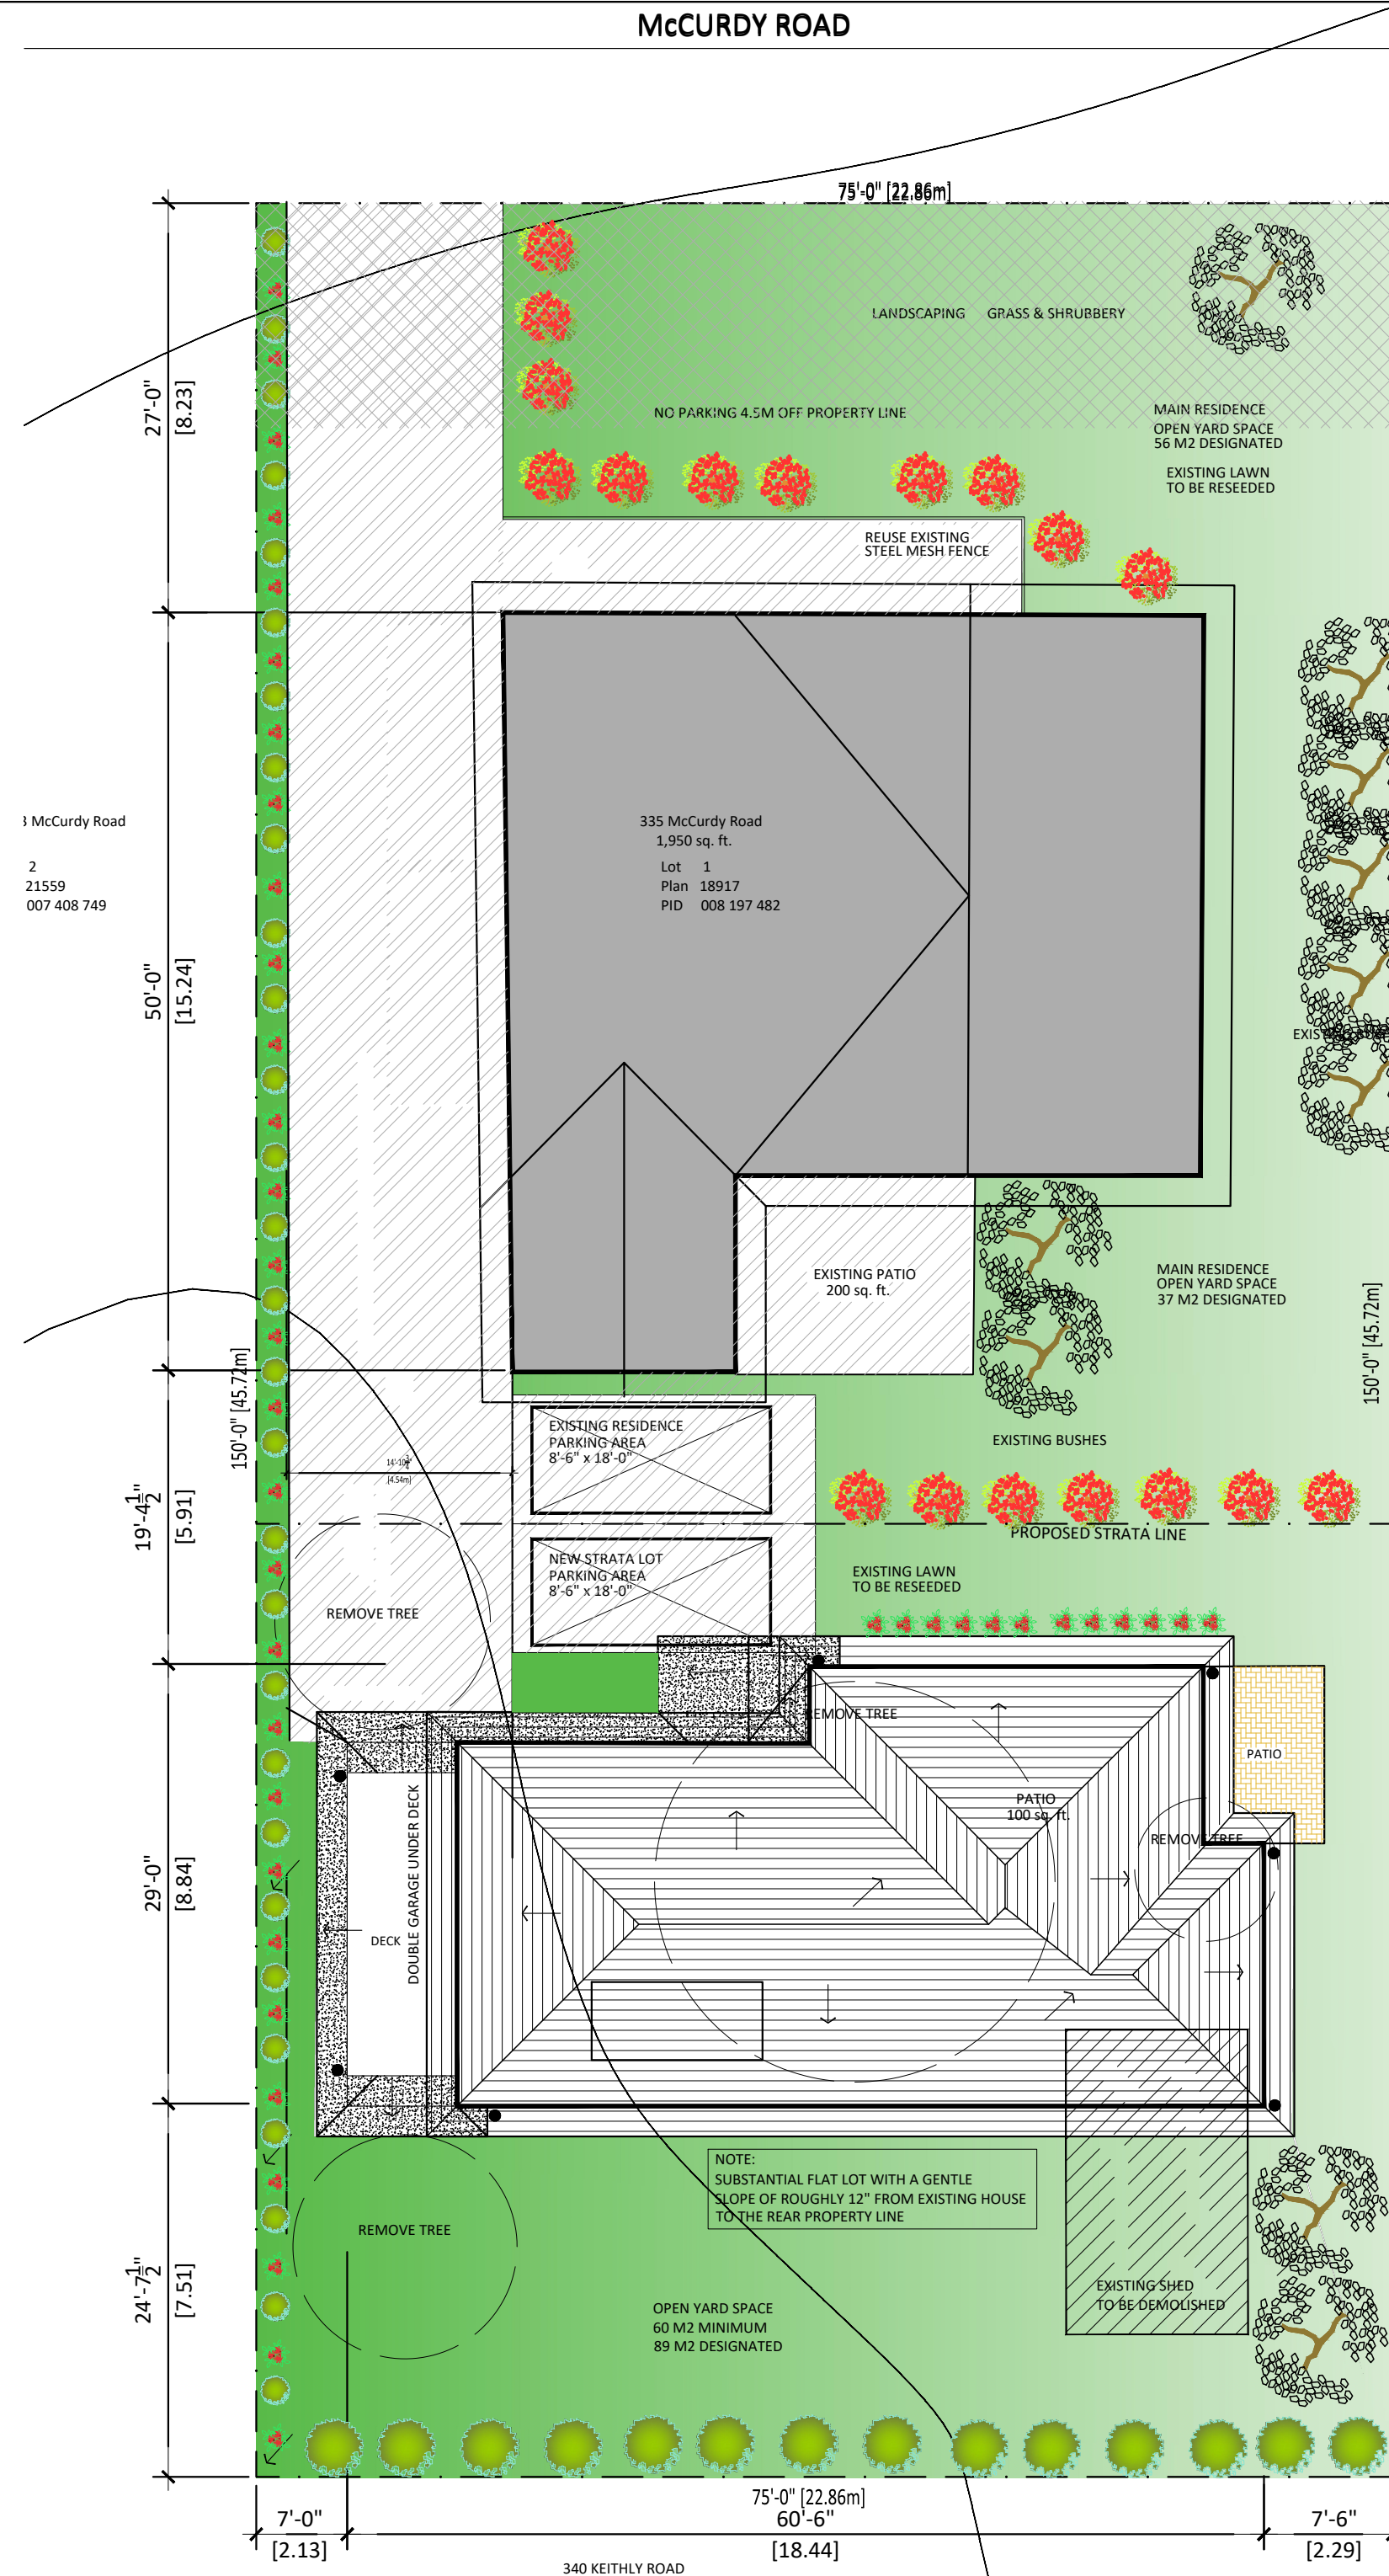 McCURDY ROAD
75'-0" [22.86m]
LANDSCAPING GRASS & SHRUBBERY
27'-0"
[8.23]
NO PARKING 4.5M OFF PROPERTY LINE
MAIN RESIDENCE
OPEN YARD SPACE
56 M2 DESIGNATED
EXISTING LAWN
TO BE RESEEDED
REUSE EXISTING
STEEL MESH FENCE
McCurdy Road
2
21559
007 408 749
335 McCurdy Road
1,950 sq. ft.
Lot 1
Plan 18917
PID 008 197 482
50'-0"
[15.24]
EXISTING PATIO
200 sq. ft.
MAIN RESIDENCE
OPEN YARD SPACE
37 M2 DESIGNATED
150'-0" [45.72m]
150'-0" [45.72m]
EXISTING RESIDENCE
PARKING AREA
8'-6" x 18'-0"
EXISTING BUSHES
[4.54m]
19'-4 1/2"
[5.91]
PROPOSED STRATA LINE
NEW STRATA LOT
PARKING AREA
8'-6" x 18'-0"
EXISTING LAWN
TO BE RESEEDED
REMOVE TREE
REMOVE TREE
PATIO
PATIO
100 sq. ft.
REMOVE TREE
DOUBLE GARAGE UNDER DECK
DECK
29'-0"
[8.84]
NOTE:
SUBSTANTIAL FLAT LOT WITH A GENTLE
SLOPE OF ROUGHLY 12" FROM EXISTING HOUSE
TO THE REAR PROPERTY LINE
REMOVE TREE
24'-7 1/2"
[7.51]
EXISTING SHED
TO BE DEMOLISHED
OPEN YARD SPACE
60 M2 MINIMUM
89 M2 DESIGNATED
75'-0" [22.86m]
7'-0"
[2.13]
60'-6"
[18.44]
7'-6"
[2.29]
340 KEITHLY ROAD